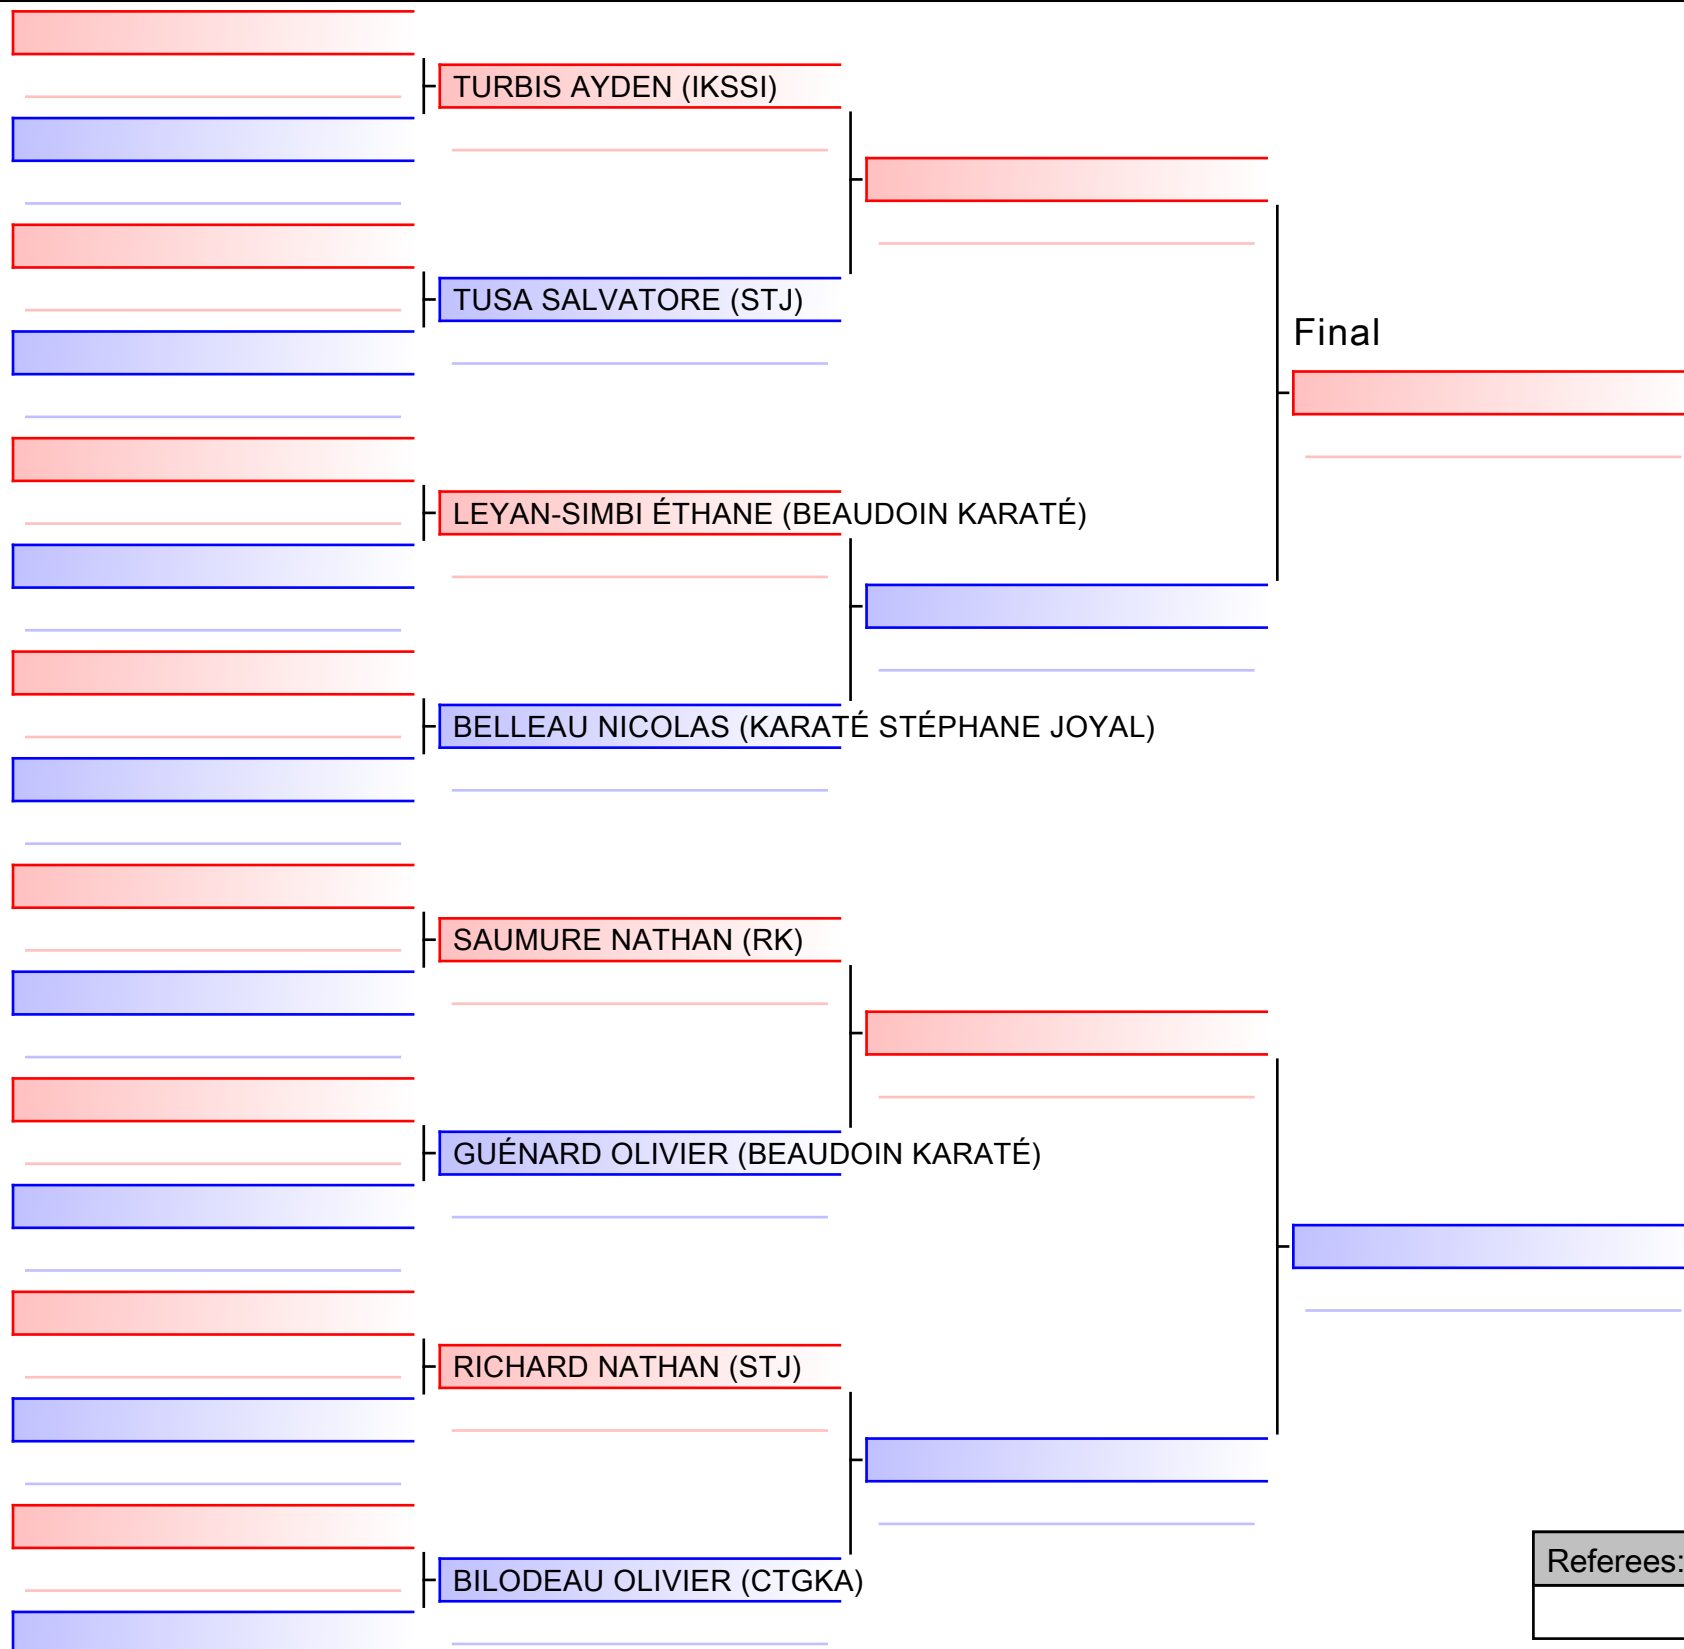 TURBIS AYDEN (IKSSI)
TUSA SALVATORE (STJ)
Final
LEYAN-SIMBI ÉTHANE (BEAUDOIN KARATÉ)
BELLEAU NICOLAS (KARATÉ STÉPHANE JOYAL)
SAUMURE NATHAN (RK)
GUÉNARD OLIVIER (BEAUDOIN KARATÉ)
RICHARD NATHAN (STJ)
BILODEAU OLIVIER (CTGKA)
Referees: